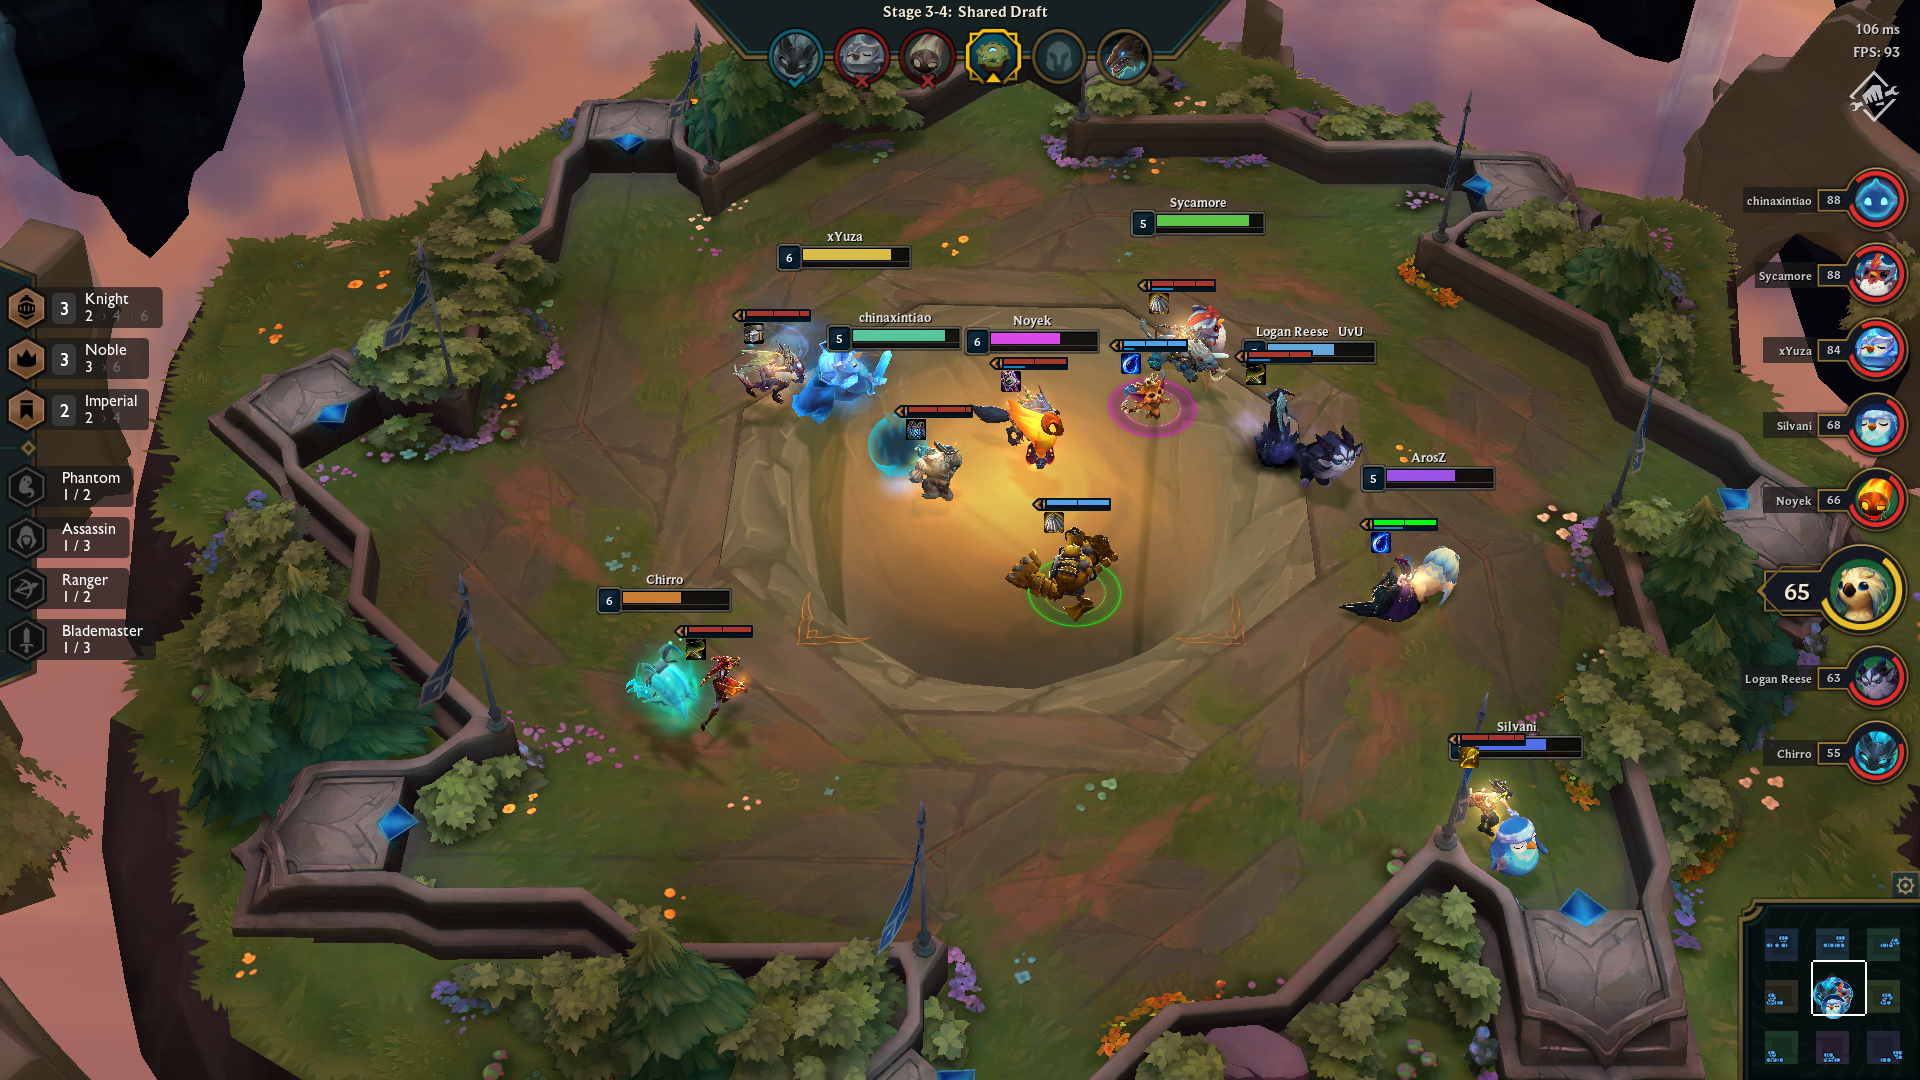 Stage 3-4: Shared Draft
106 ms
FPS: 93
3 Knight
2 › 4 › 6
3 Noble
3 › 6
2 Imperial
2 › 4
Phantom
1 / 2
Assassin
1 / 3
Ranger
1 / 2
Blademaster
1 / 3
Sycamore
5
xYuza
6
chinaxintiao
5
Noyek
6
Logan Reese UvU
ArosZ
5
Chirro
6
Silvani
chinaxintiao 88
Sycamore 88
xYuza 84
Silvani 68
Noyek 66
65
Logan Reese 63
Chirro 55